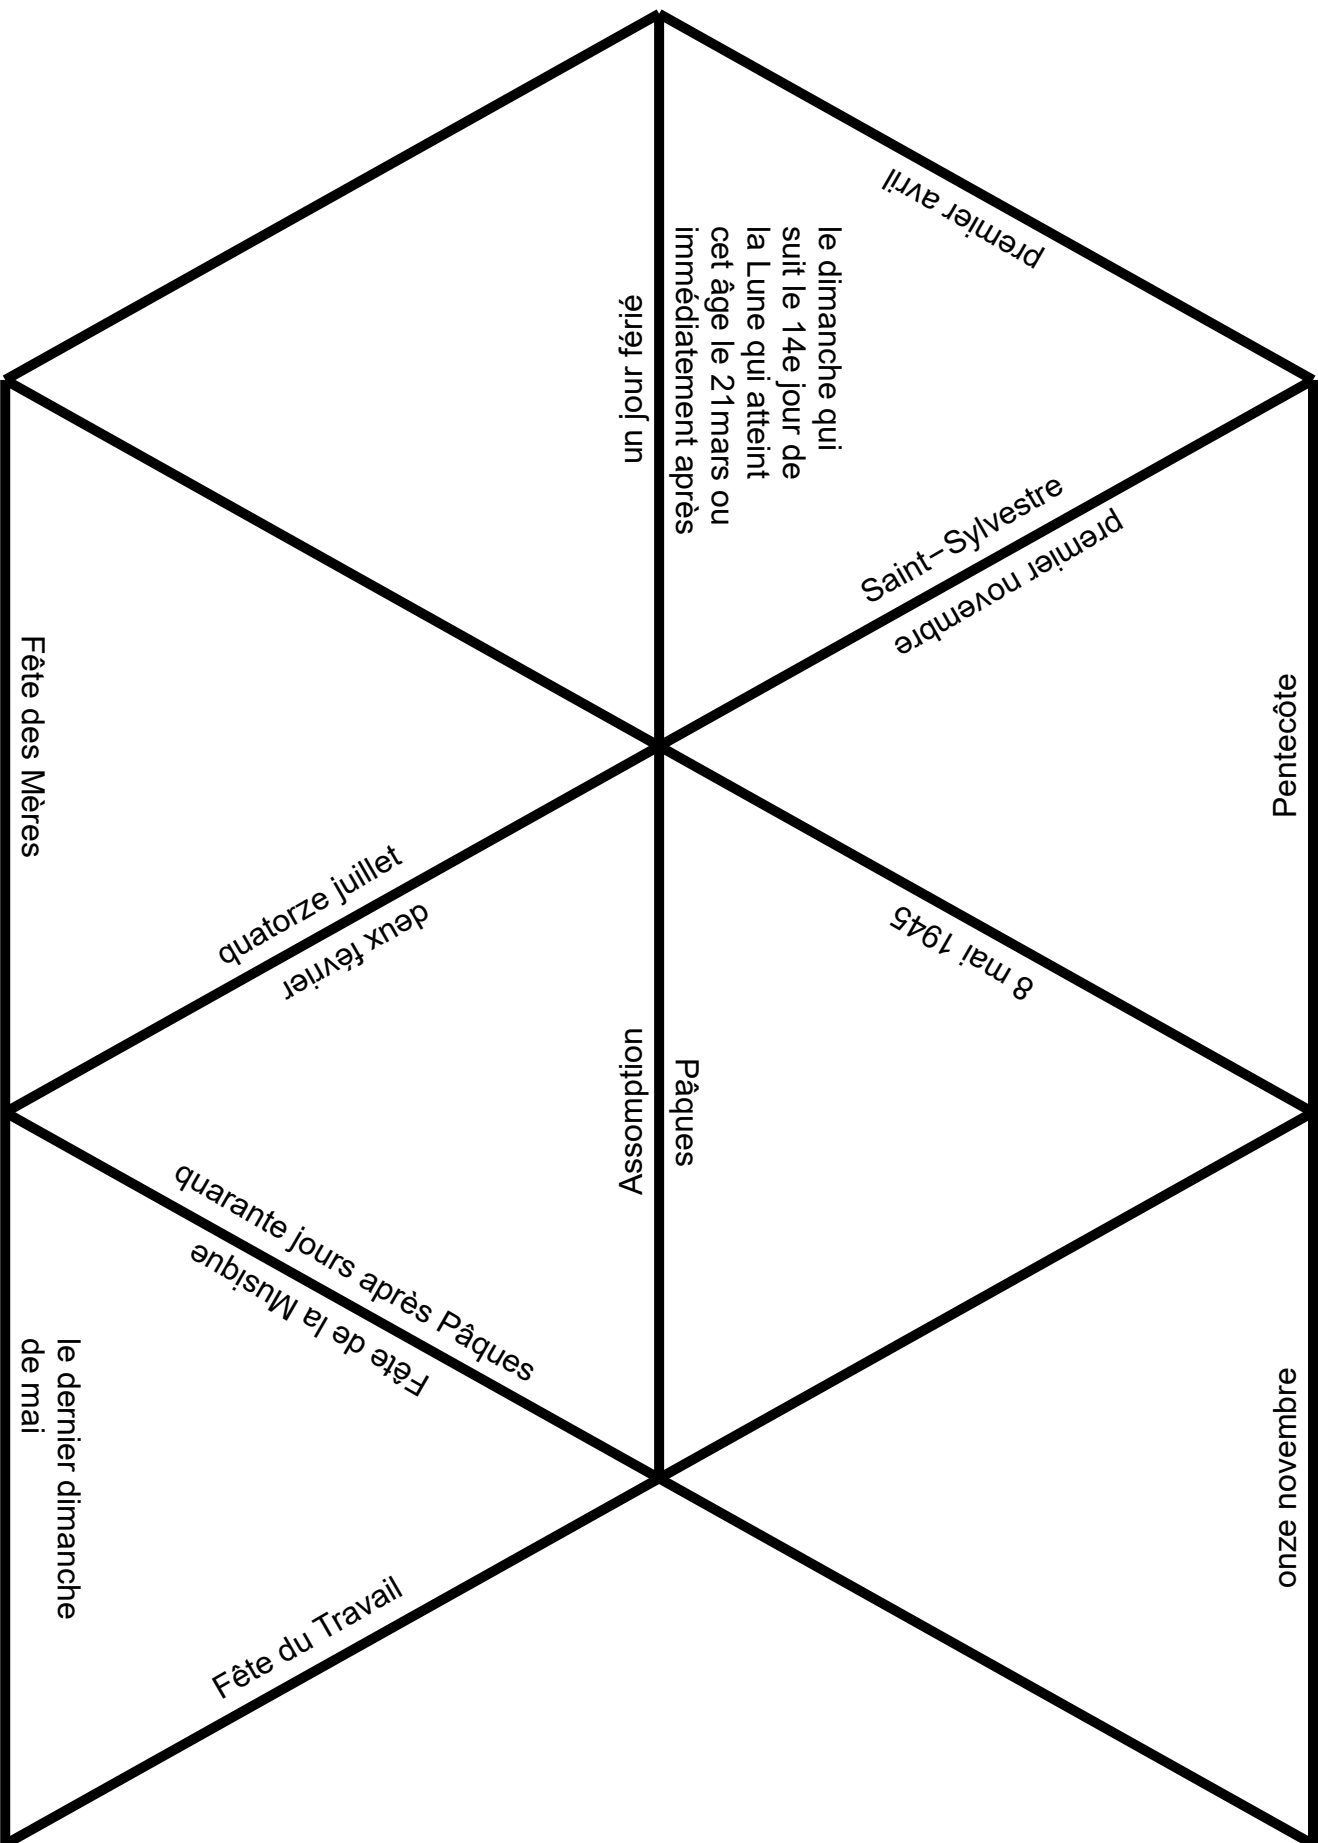 premier avril
le dimanche qui
suit le 14e jour de
la Lune qui atteint
cet âge le 21mars ou
immédiatement après
un jour férié
Saint−Sylvestre
premier novembre
Fête des Mères
Pentecôte
quatorze juillet
deux février
8 mai 1945
Pâques
Assomption
quarante jours après Pâques
Fête de la Musique
le dernier dimanche
de mai
onze novembre
Fête du Travail